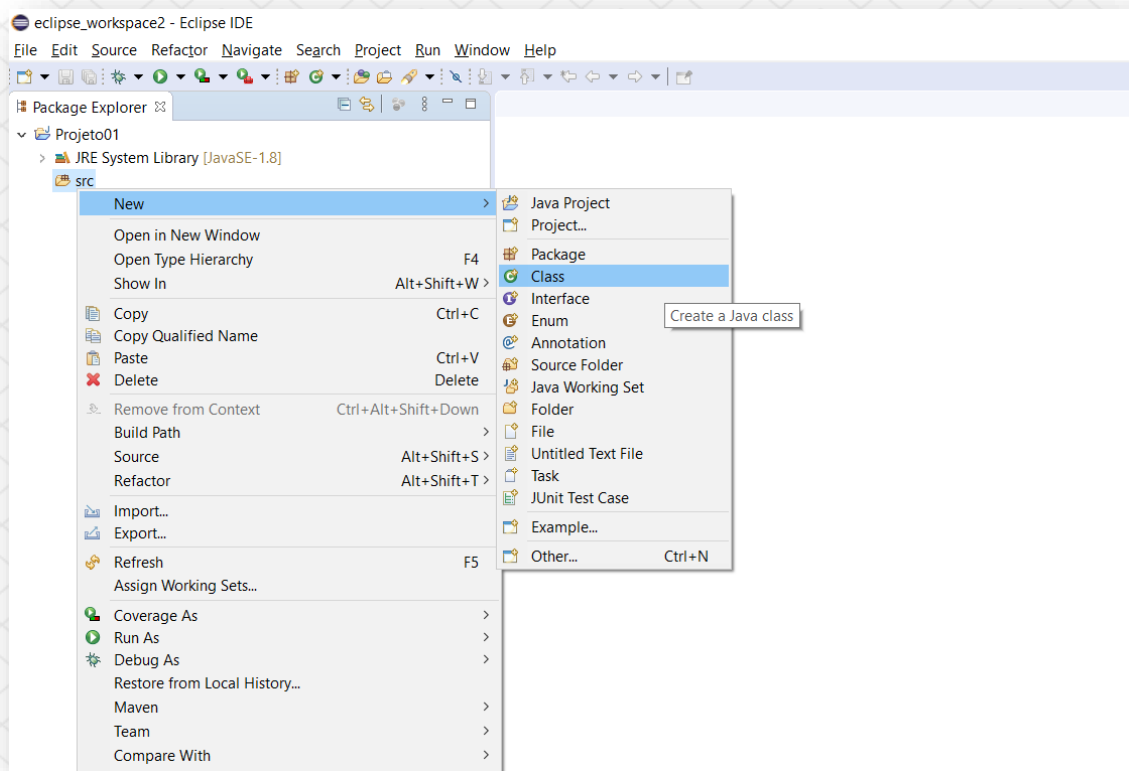 eclipse_workspace2 - Eclipse IDE
File Edit Source Refactor Navigate Search Project Run Window Help
Package Explorer
Projeto01
JRE System Library [JavaSE-1.8]
src
New
Open in New Window
Open Type Hierarchy F4
Show In Alt+Shift+W
Copy Ctrl+C
Copy Qualified Name
Paste Ctrl+V
Delete Delete
Remove from Context Ctrl+Alt+Shift+Down
Build Path
Source Alt+Shift+S
Refactor Alt+Shift+T
Import...
Export...
Refresh F5
Assign Working Sets...
Coverage As
Run As
Debug As
Restore from Local History...
Maven
Team
Compare With
Java Project
Project...
Package
Class
Interface
Enum
Annotation
Source Folder
Java Working Set
Folder
File
Untitled Text File
Task
JUnit Test Case
Example...
Other... Ctrl+N
Create a Java class